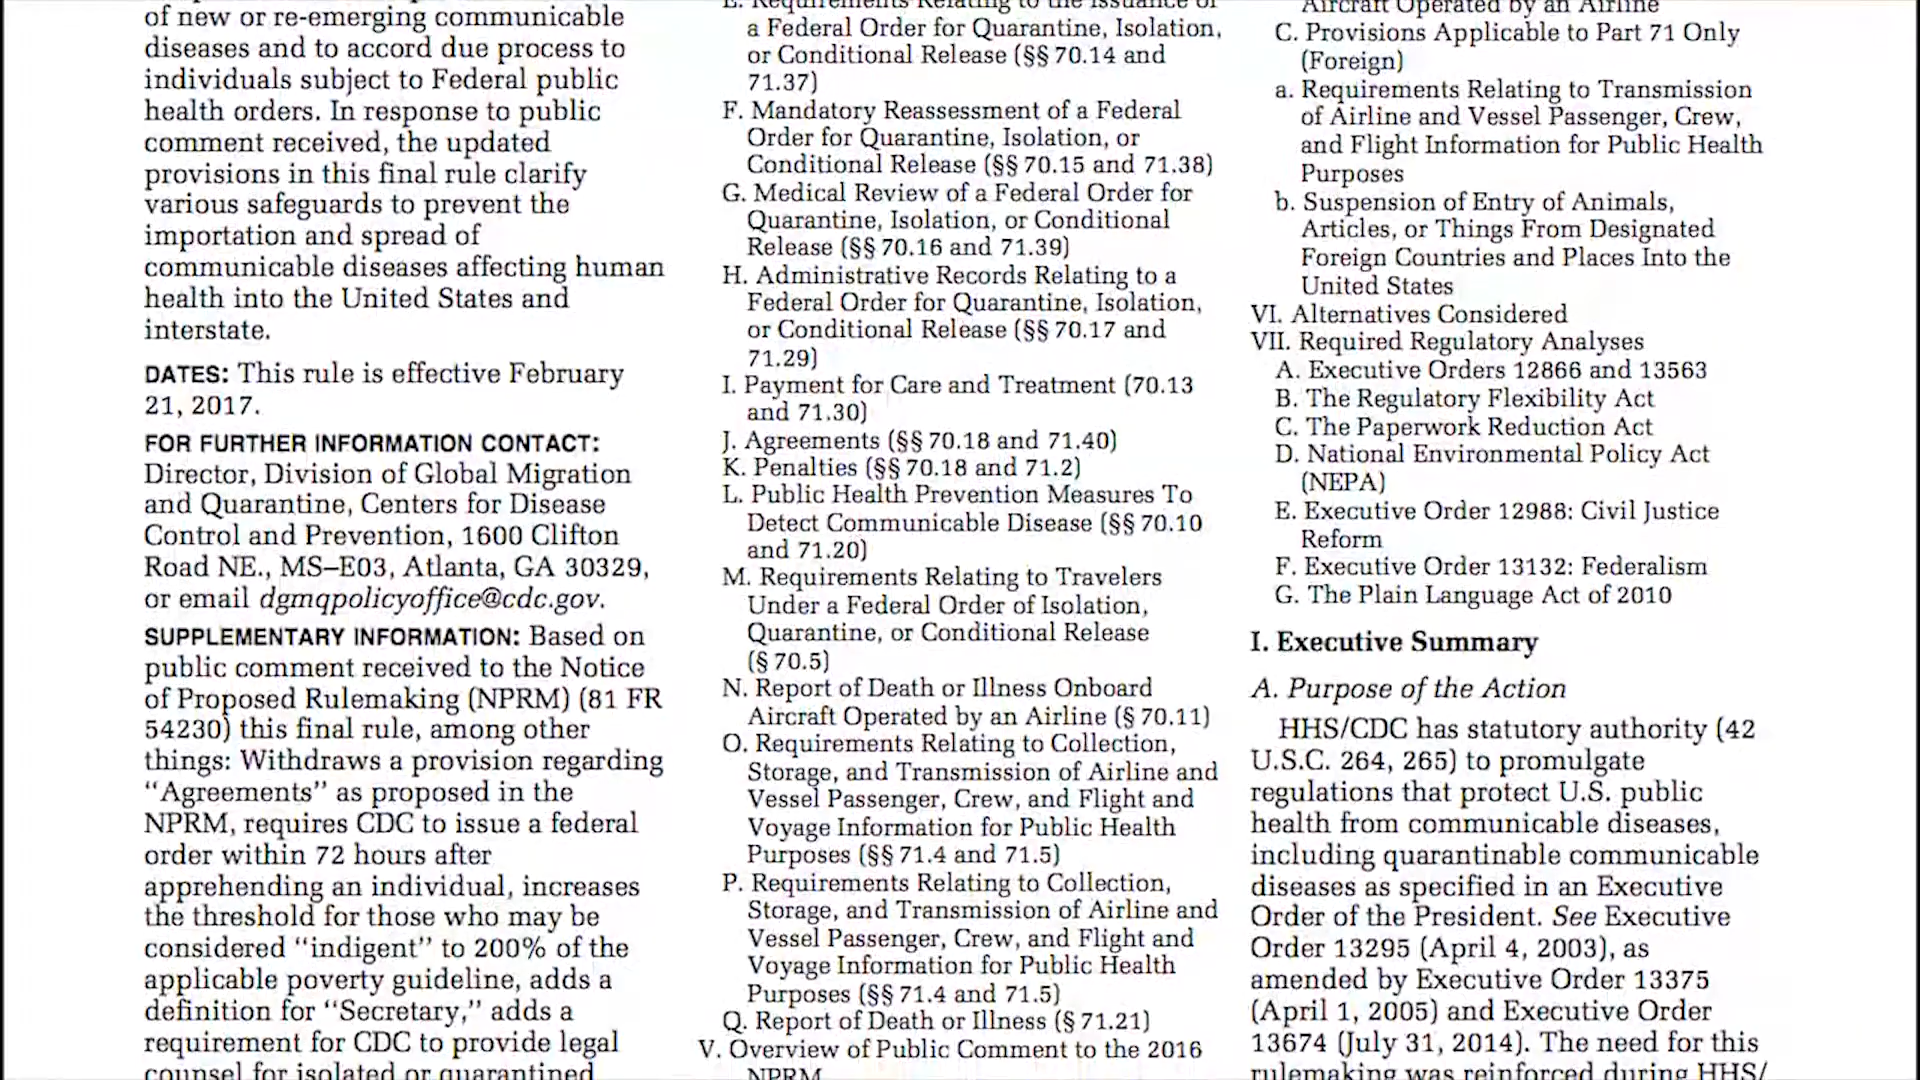 of new or re-emerging communicable
diseases and to accord due process to
individuals subject to Federal public
health orders. In response to public
comment received, the updated
provisions in this final rule clarify
various safeguards to prevent the
importation and spread of
communicable diseases affecting human
health into the United States and
interstate.
DATES: This rule is effective February
21, 2017.
FOR FURTHER INFORMATION CONTACT:
Director, Division of Global Migration
and Quarantine, Centers for Disease
Control and Prevention, 1600 Clifton
Road NE., MS–E03, Atlanta, GA 30329,
or email dgmqpolicyoffice@cdc.gov.
SUPPLEMENTARY INFORMATION: Based on
public comment received to the Notice
of Proposed Rulemaking (NPRM) (81 FR
54230) this final rule, among other
things: Withdraws a provision regarding
“Agreements” as proposed in the
NPRM, requires CDC to issue a federal
order within 72 hours after
apprehending an individual, increases
the threshold for those who may be
considered “indigent” to 200% of the
applicable poverty guideline, adds a
definition for “Secretary,” adds a
requirement for CDC to provide legal
counsel for isolated or quarantined
E. Requirements Relating to the Issuance of
a Federal Order for Quarantine, Isolation,
or Conditional Release (§§ 70.14 and
71.37)
F. Mandatory Reassessment of a Federal
Order for Quarantine, Isolation, or
Conditional Release (§§ 70.15 and 71.38)
G. Medical Review of a Federal Order for
Quarantine, Isolation, or Conditional
Release (§§ 70.16 and 71.39)
H. Administrative Records Relating to a
Federal Order for Quarantine, Isolation,
or Conditional Release (§§ 70.17 and
71.29)
I. Payment for Care and Treatment (70.13
and 71.30)
J. Agreements (§§ 70.18 and 71.40)
K. Penalties (§§ 70.18 and 71.2)
L. Public Health Prevention Measures To
Detect Communicable Disease (§§ 70.10
and 71.20)
M. Requirements Relating to Travelers
Under a Federal Order of Isolation,
Quarantine, or Conditional Release
(§ 70.5)
N. Report of Death or Illness Onboard
Aircraft Operated by an Airline (§ 70.11)
O. Requirements Relating to Collection,
Storage, and Transmission of Airline and
Vessel Passenger, Crew, and Flight and
Voyage Information for Public Health
Purposes (§§ 71.4 and 71.5)
P. Requirements Relating to Collection,
Storage, and Transmission of Airline and
Vessel Passenger, Crew, and Flight and
Voyage Information for Public Health
Purposes (§§ 71.4 and 71.5)
Q. Report of Death or Illness (§ 71.21)
V. Overview of Public Comment to the 2016
NPRM
Aircraft Operated by an Airline
C. Provisions Applicable to Part 71 Only
(Foreign)
a. Requirements Relating to Transmission
of Airline and Vessel Passenger, Crew,
and Flight Information for Public Health
Purposes
b. Suspension of Entry of Animals,
Articles, or Things From Designated
Foreign Countries and Places Into the
United States
VI. Alternatives Considered
VII. Required Regulatory Analyses
A. Executive Orders 12866 and 13563
B. The Regulatory Flexibility Act
C. The Paperwork Reduction Act
D. National Environmental Policy Act
(NEPA)
E. Executive Order 12988: Civil Justice
Reform
F. Executive Order 13132: Federalism
G. The Plain Language Act of 2010
I. Executive Summary
A. Purpose of the Action
HHS/CDC has statutory authority (42
U.S.C. 264, 265) to promulgate
regulations that protect U.S. public
health from communicable diseases,
including quarantinable communicable
diseases as specified in an Executive
Order of the President. See Executive
Order 13295 (April 4, 2003), as
amended by Executive Order 13375
(April 1, 2005) and Executive Order
13674 (July 31, 2014). The need for this
rulemaking was reinforced during HHS/